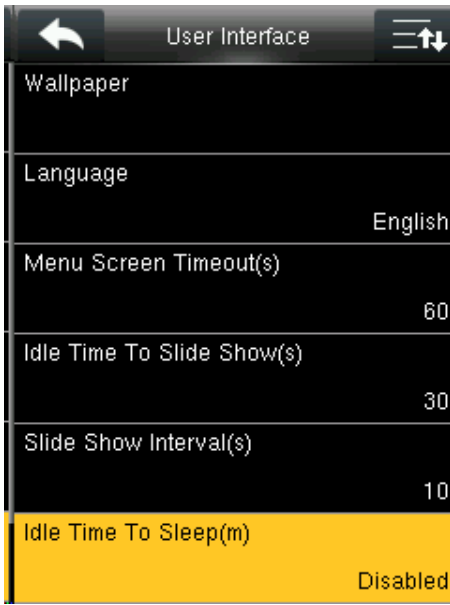 User Interface
Wallpaper
Language
English
Menu Screen Timeout(s)
60
Idle Time To Slide Show(s)
30
Slide Show Interval(s)
10
Idle Time To Sleep(m)
Disabled